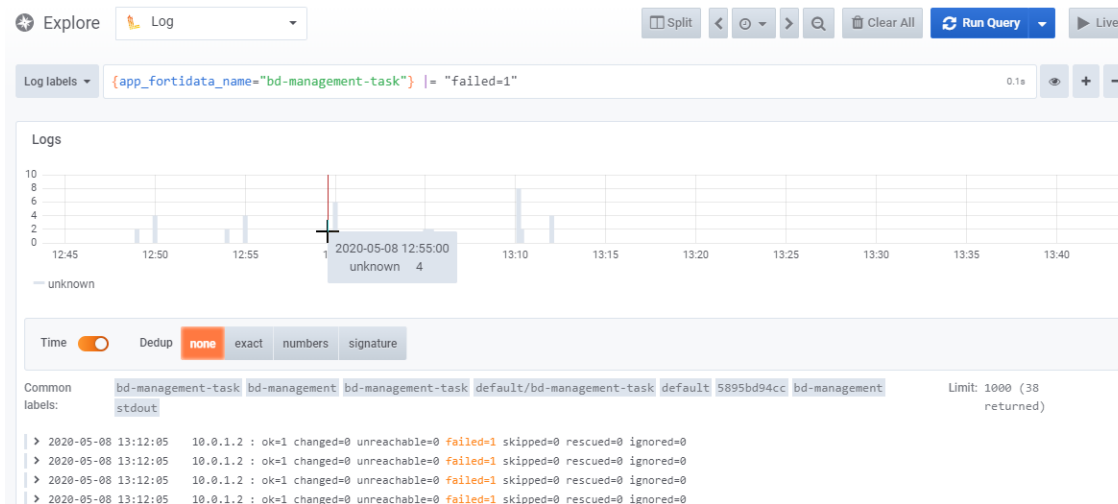 Explore
Log
Split
Clear All
Run Query
Live
Log labels
{app_fortidata_name="bd-management-task"} |= "failed=1"
0.1s
Logs
10
8
6
4
2
0
12:45
12:50
12:55
13:10
13:15
13:20
13:25
13:30
13:35
13:40
2020-05-08 12:55:00
unknown 4
unknown
Time
Dedup none exact numbers signature
Common labels: bd-management-task bd-management bd-management-task default/bd-management-task default 5895bd94cc bd-management
stdout
Limit: 1000 (38
returned)
2020-05-08 13:12:05 10.0.1.2 : ok=1 changed=0 unreachable=0 failed=1 skipped=0 rescued=0 ignored=0
2020-05-08 13:12:05 10.0.1.2 : ok=1 changed=0 unreachable=0 failed=1 skipped=0 rescued=0 ignored=0
2020-05-08 13:12:05 10.0.1.2 : ok=1 changed=0 unreachable=0 failed=1 skipped=0 rescued=0 ignored=0
2020-05-08 13:12:05 10.0.1.2 : ok=1 changed=0 unreachable=0 failed=1 skipped=0 rescued=0 ignored=0